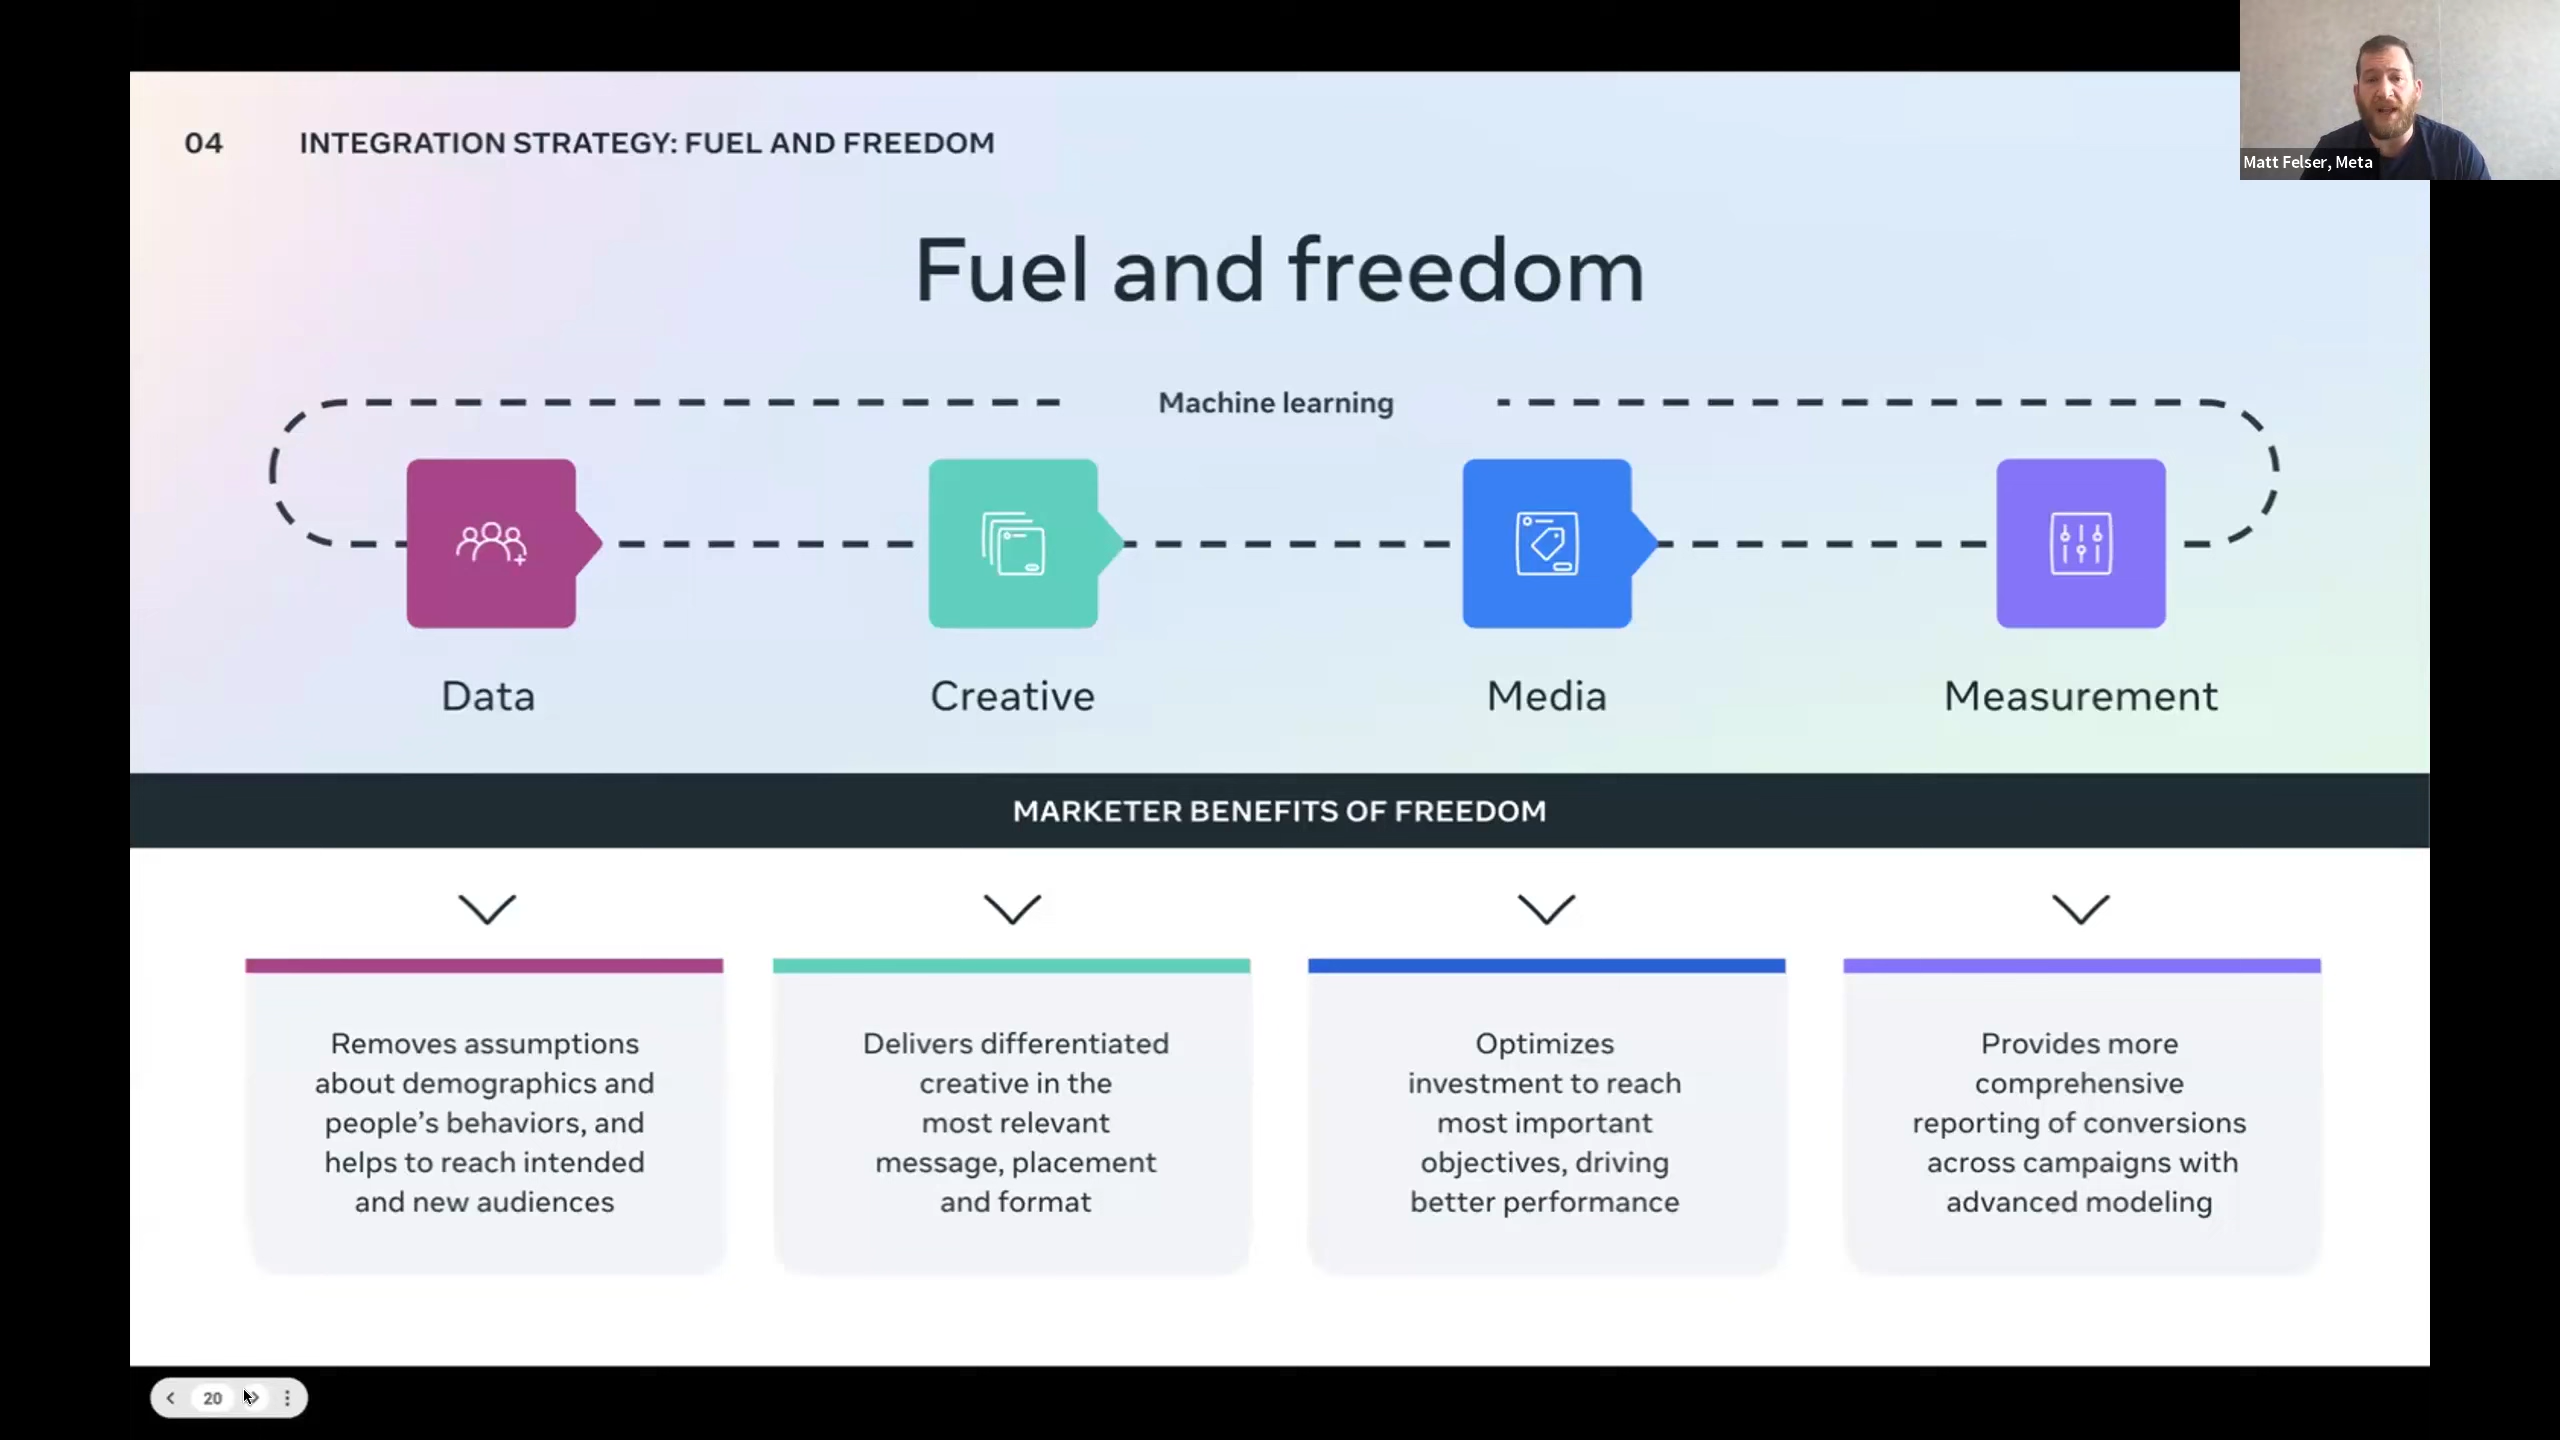 Matt Felser, Meta
04 INTEGRATION STRATEGY: FUEL AND FREEDOM
Fuel and freedom
Machine learning
Data
Creative
Media
Measurement
MARKETER BENEFITS OF FREEDOM
Removes assumptions
about demographics and
people’s behaviors, and
helps to reach intended
and new audiences
Delivers differentiated
creative in the
most relevant
message, placement
and format
Optimizes
investment to reach
most important
objectives, driving
better performance
Provides more
comprehensive
reporting of conversions
across campaigns with
advanced modeling
20